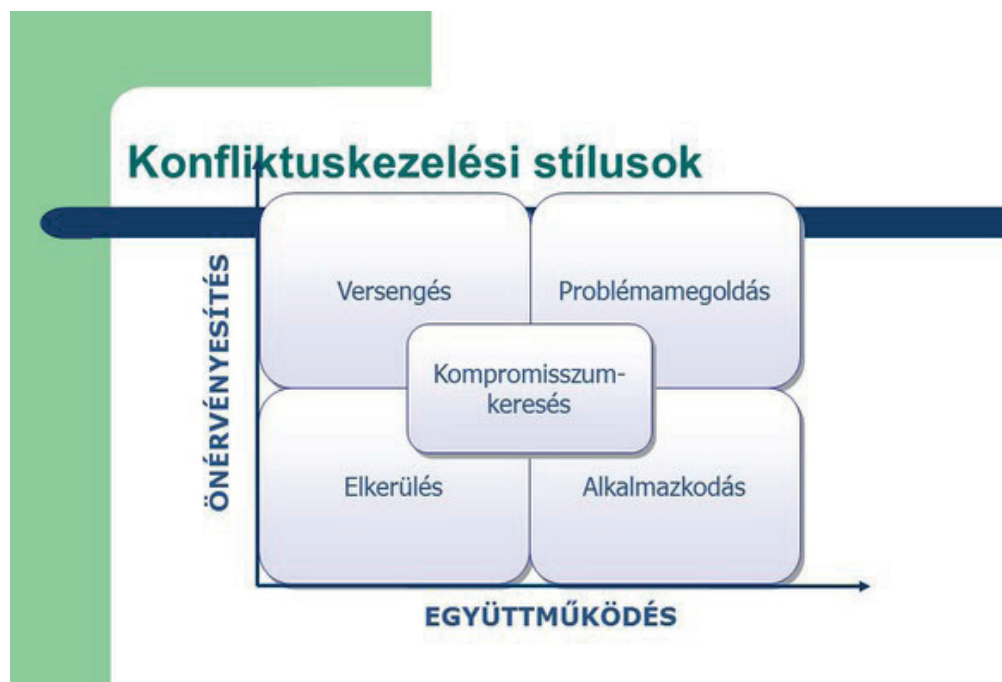 Konfliktuskezelési stílusok
ÖNÉRVÉNYESÍTÉS
Versengés
Problémamegoldás
Kompromisszum-
keresés
Elkerülés
Alkalmazkodás
EGYÜTTMŰKÖDÉS